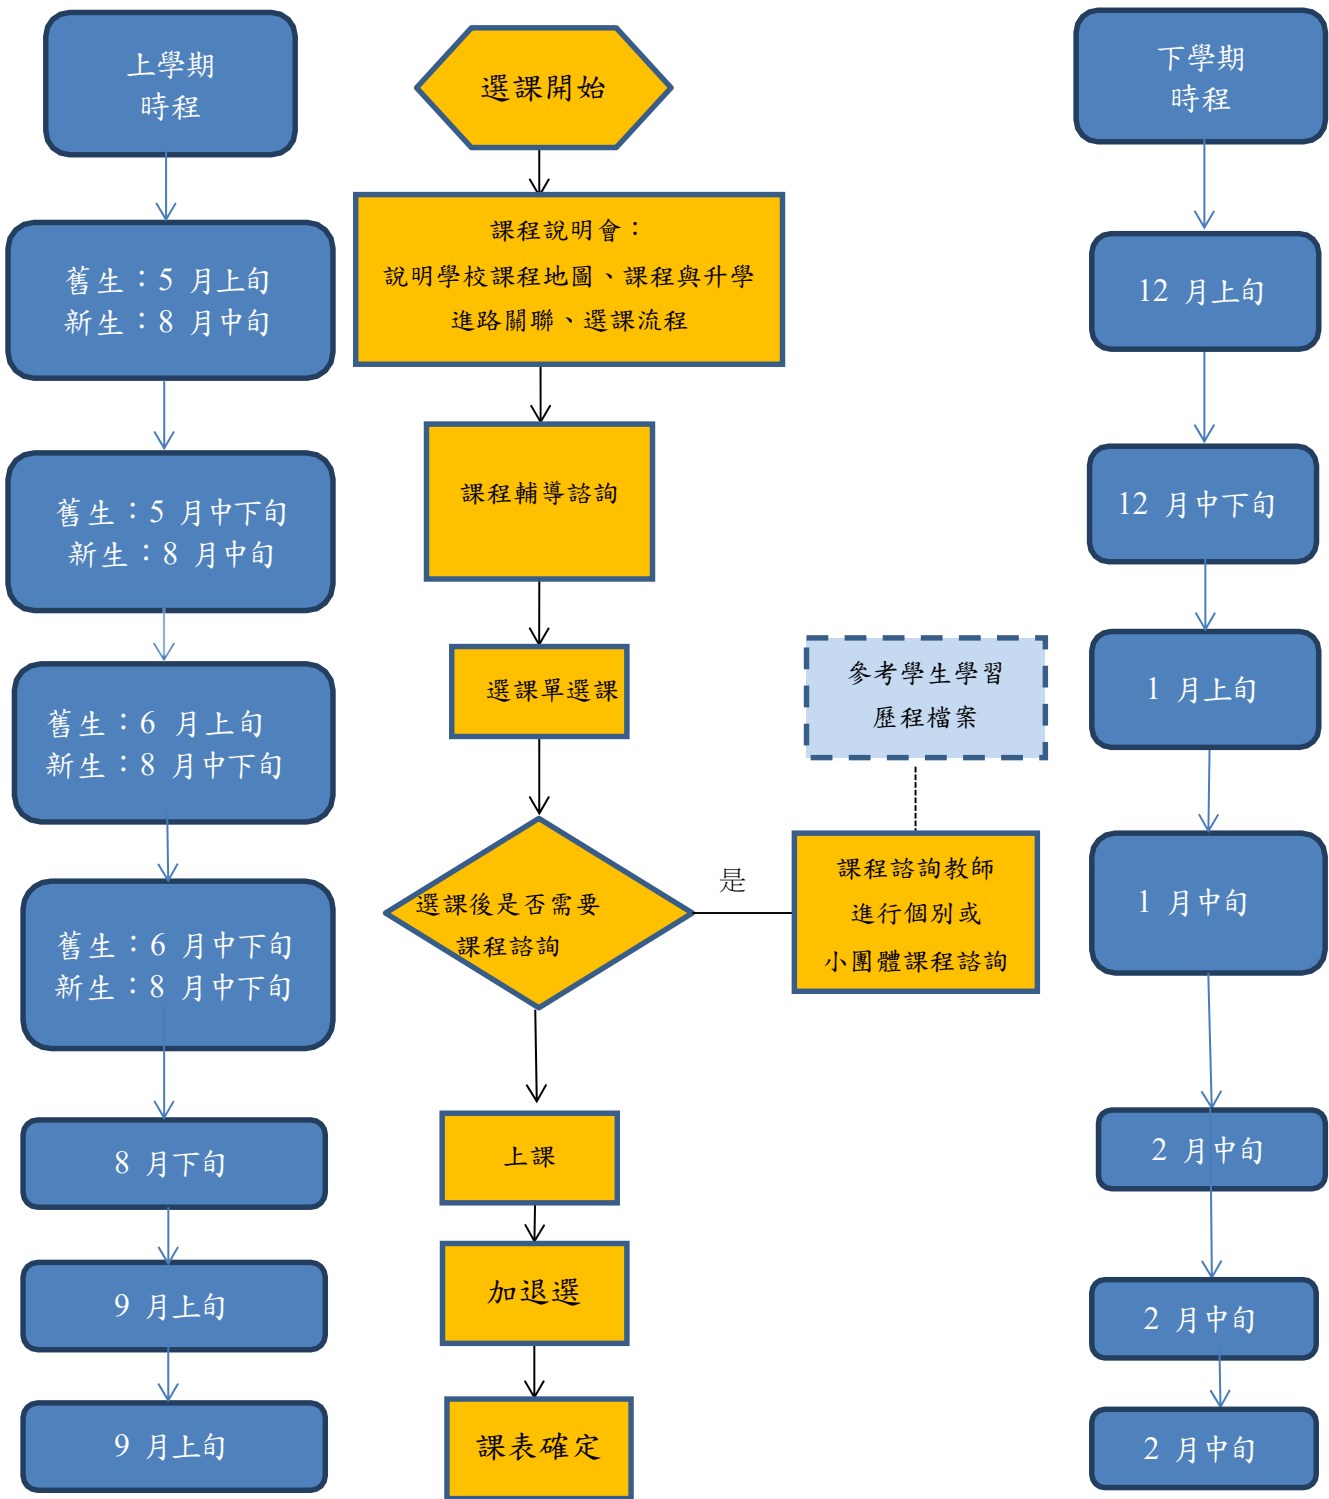 上學期
時程
舊生：5 月上旬
新生：8 月中旬
舊生：5 月中下旬
新生：8 月中旬
舊生：6 月上旬
新生：8 月中下旬
舊生：6 月中下旬
新生：8 月中下旬
8 月下旬
9 月上旬
9 月上旬
選課開始
課程說明會：
說明學校課程地圖、課程與升學
進路關聯、選課流程
課程輔導諮詢
選課單選課
選課後是否需要
課程諮詢
是
參考學生學習
歷程檔案
課程諮詢教師
進行個別或
小團體課程諮詢
上課
加退選
課表確定
下學期
時程
12 月上旬
12 月中下旬
1 月上旬
1 月中旬
2 月中旬
2 月中旬
2 月中旬